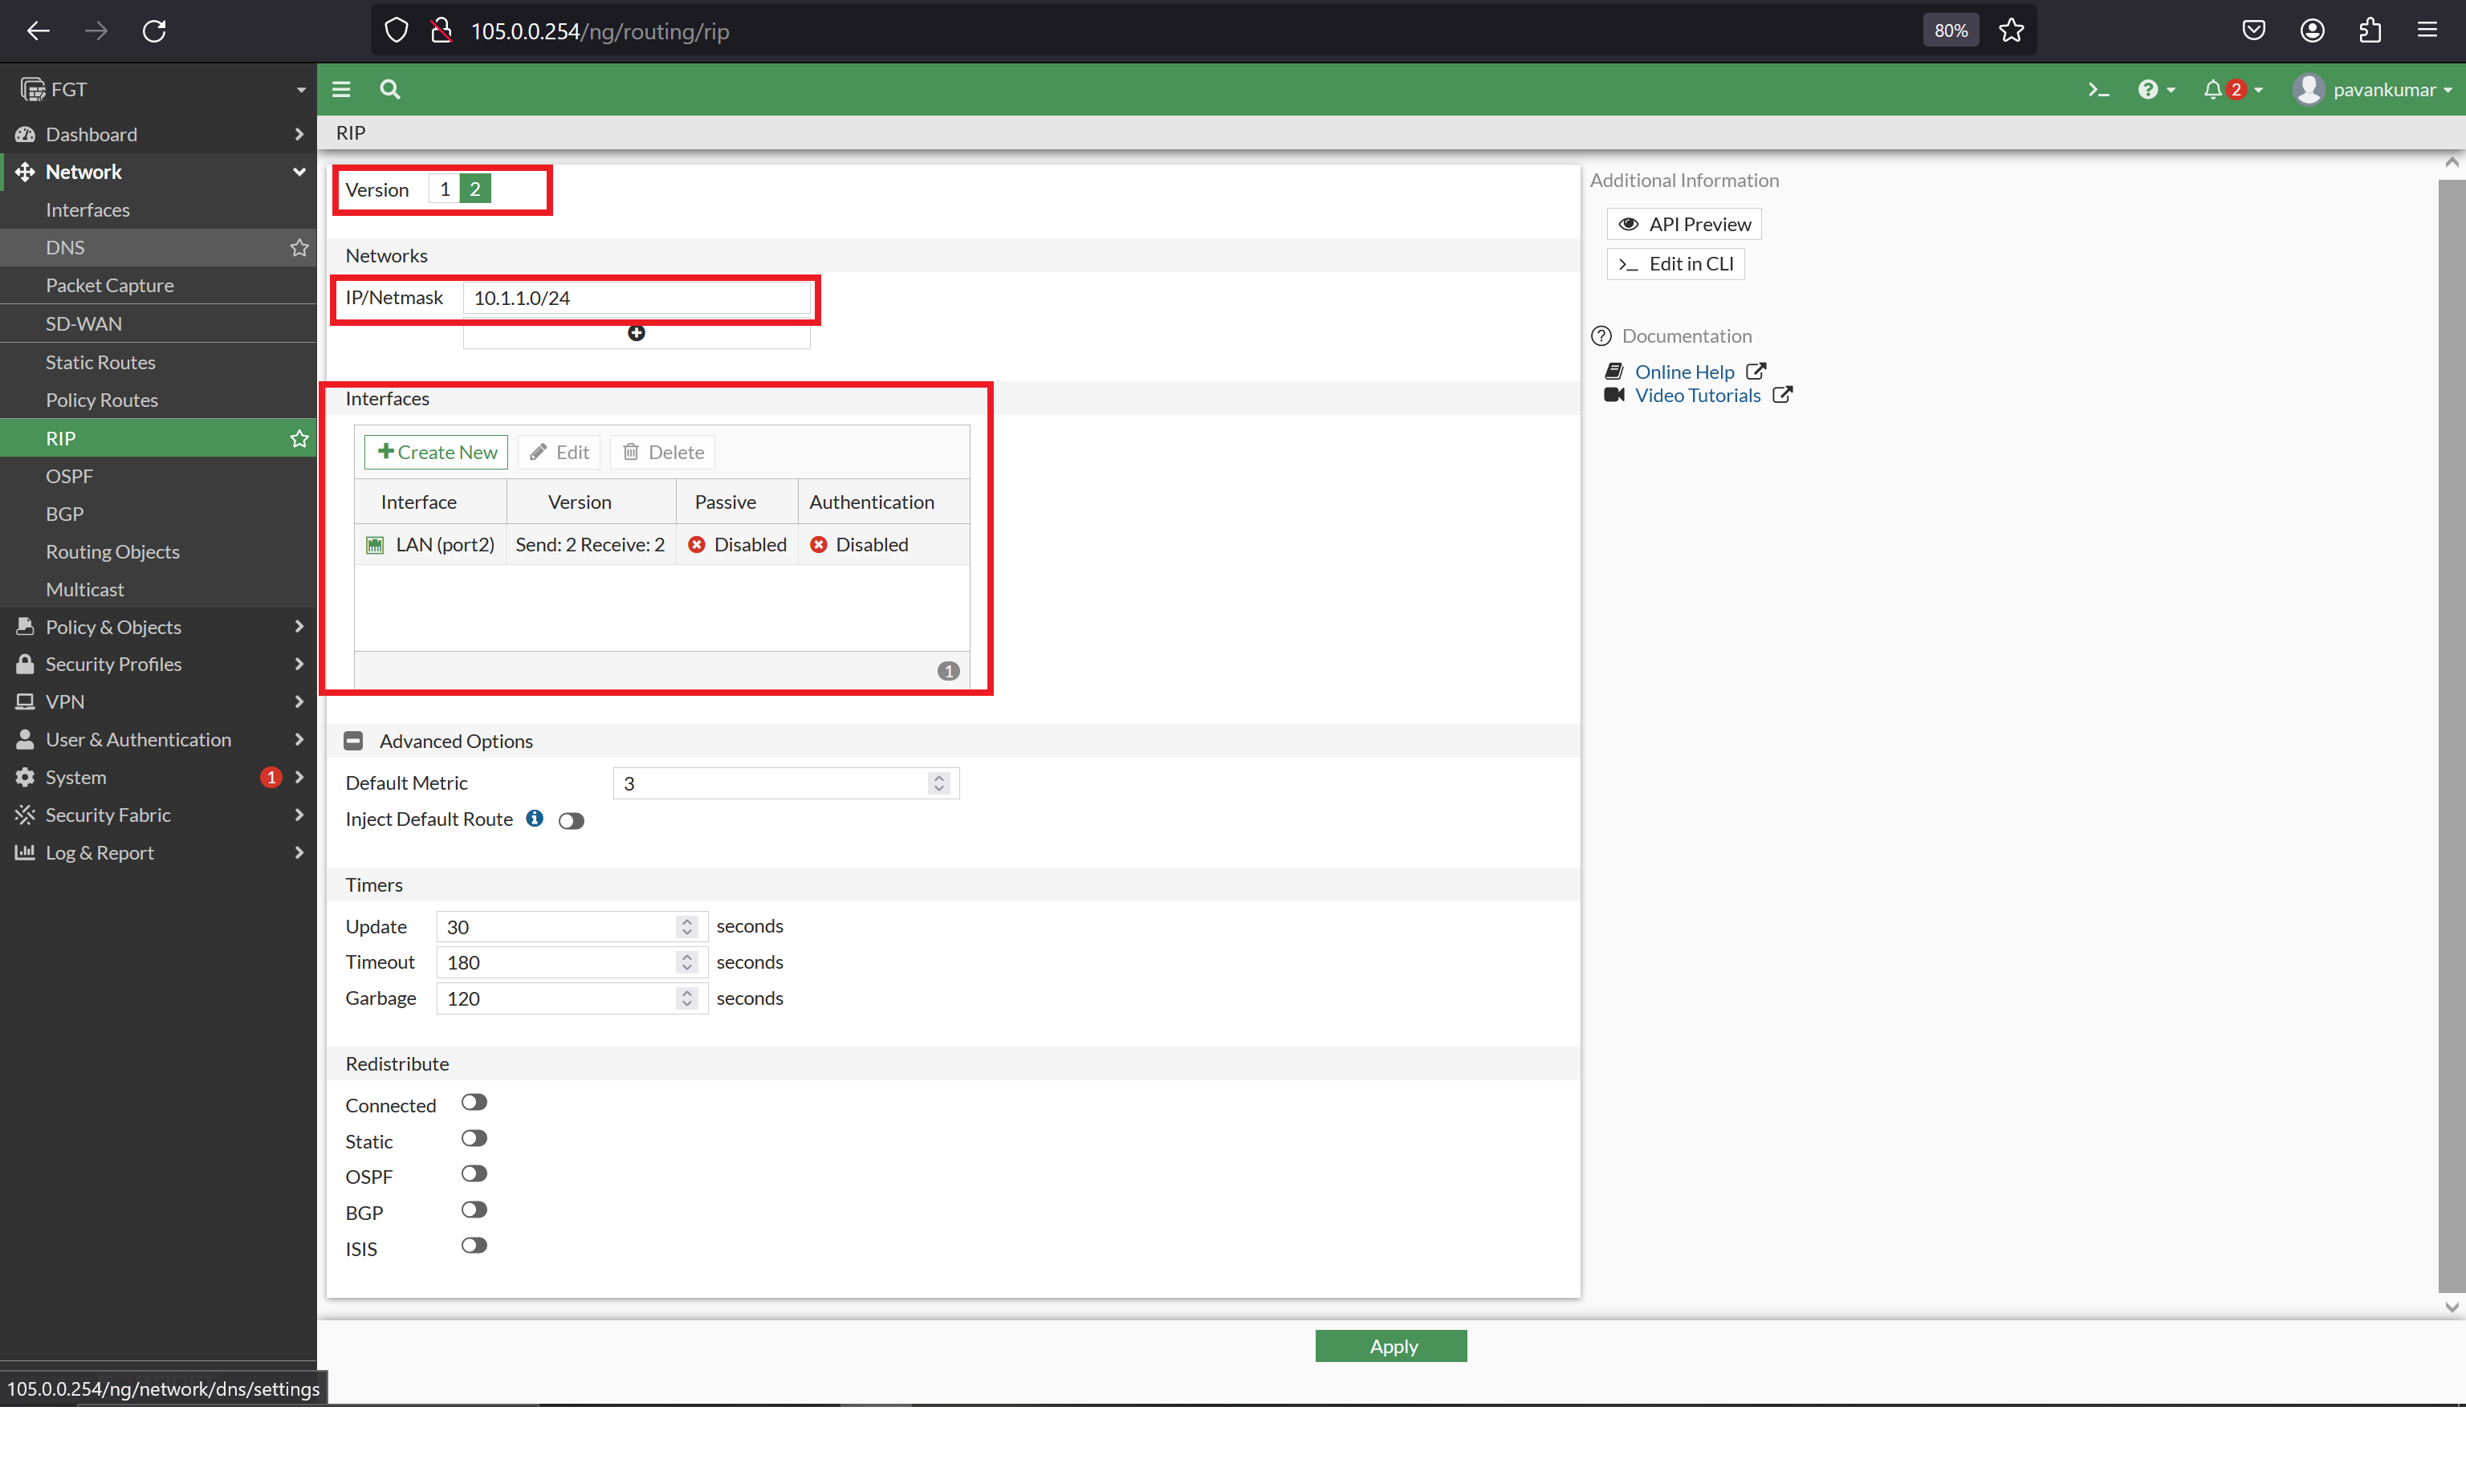 105.0.0.254/ng/routing/rip
80%
FGT
2
pavankumar
Dashboard
Network
Interfaces
DNS
Packet Capture
SD-WAN
Static Routes
Policy Routes
RIP
OSPF
BGP
Routing Objects
Multicast
Policy & Objects
Security Profiles
VPN
User & Authentication
System 1
Security Fabric
Log & Report
105.0.0.254/ng/network/dns/settings
RIP
Version 1 2
Networks
IP/Netmask 10.1.1.0/24
Interfaces
Create New Edit Delete
Interface Version Passive Authentication
LAN (port2) Send: 2 Receive: 2 Disabled Disabled
1
Advanced Options
Default Metric 3
Inject Default Route
Timers
Update 30 seconds
Timeout 180 seconds
Garbage 120 seconds
Redistribute
Connected
Static
OSPF
BGP
ISIS
Apply
Additional Information
API Preview
>_ Edit in CLI
Documentation
Online Help
Video Tutorials